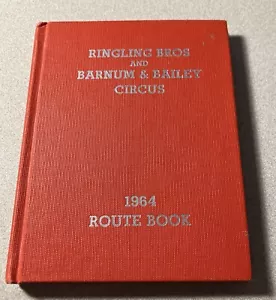 RINGLING BROS
AND
BARNUM & BAILEY
CIRCUS
1964
ROUTE BOOK